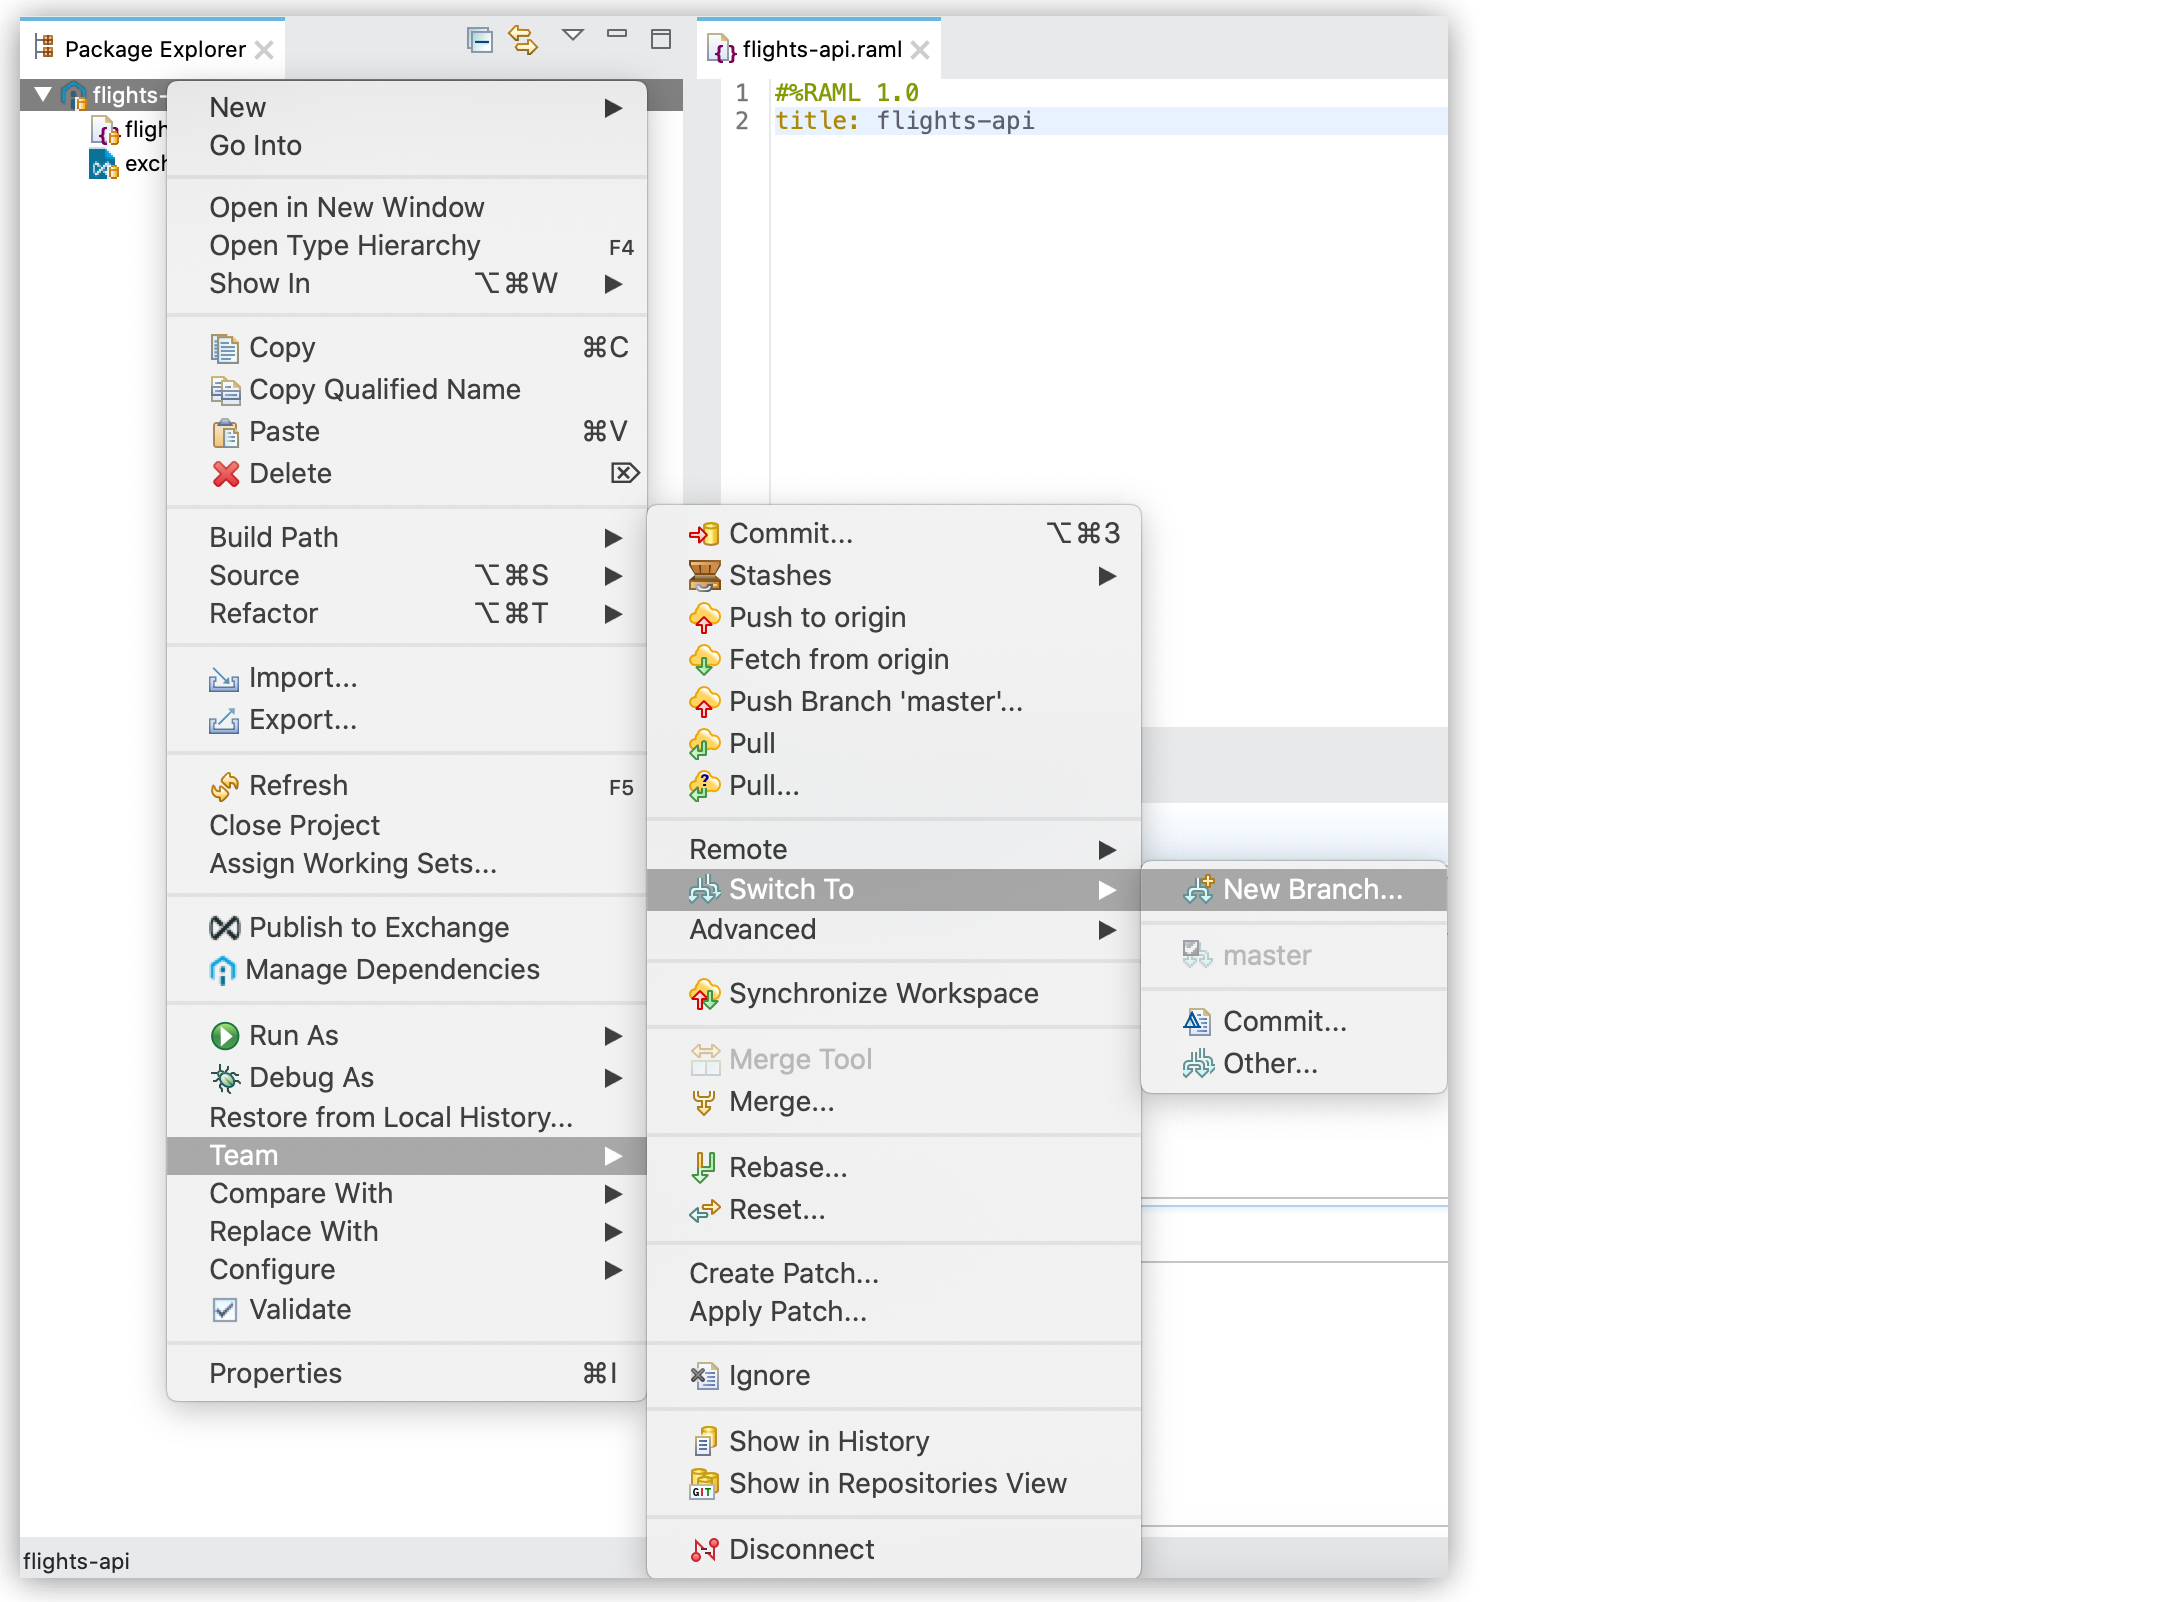 Package Explorer
flights-api.raml
flights-
fligh
exch
1 #%RAML 1.0
2 title: flights-api
New
Go Into
Open in New Window
Open Type Hierarchy F4
Show In ⌥⌘W
Copy ⌘C
Copy Qualified Name
Paste ⌘V
Delete ⌦
Build Path
Source ⌥⌘S
Refactor ⌥⌘T
Import...
Export...
Refresh F5
Close Project
Assign Working Sets...
Publish to Exchange
Manage Dependencies
Run As
Debug As
Restore from Local History...
Team
Compare With
Replace With
Configure
Validate
Properties ⌘I
Commit... ⌥⌘3
Stashes
Push to origin
Fetch from origin
Push Branch 'master'...
Pull
Pull...
Remote
Switch To
Advanced
Synchronize Workspace
Merge Tool
Merge...
Rebase...
Reset...
Create Patch...
Apply Patch...
Ignore
Show in History
GIT Show in Repositories View
Disconnect
New Branch...
master
Commit...
Other...
flights-api